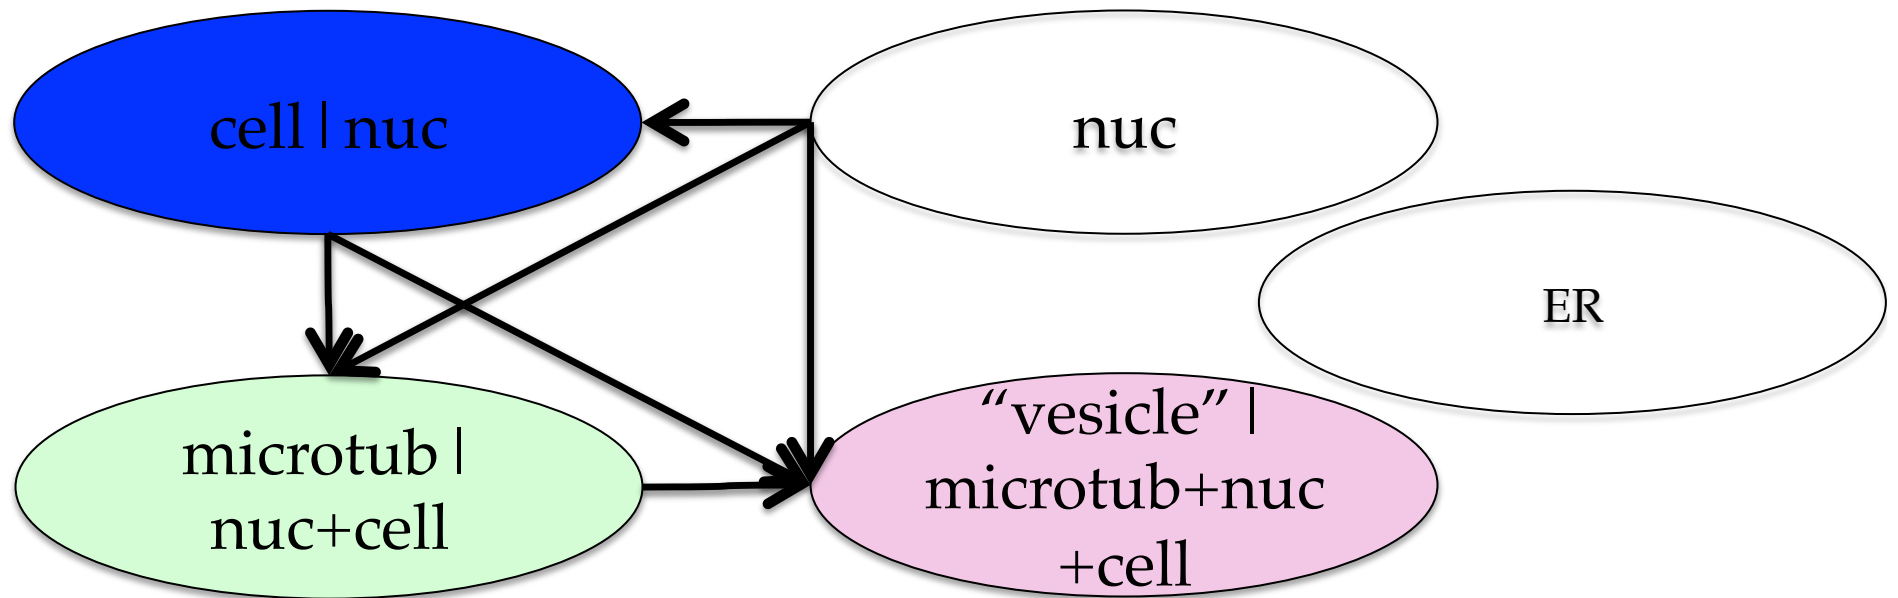 cell|nuc
nuc
ER
microtub|
nuc+cell
“vesicle”|
microtub+nuc
+cell